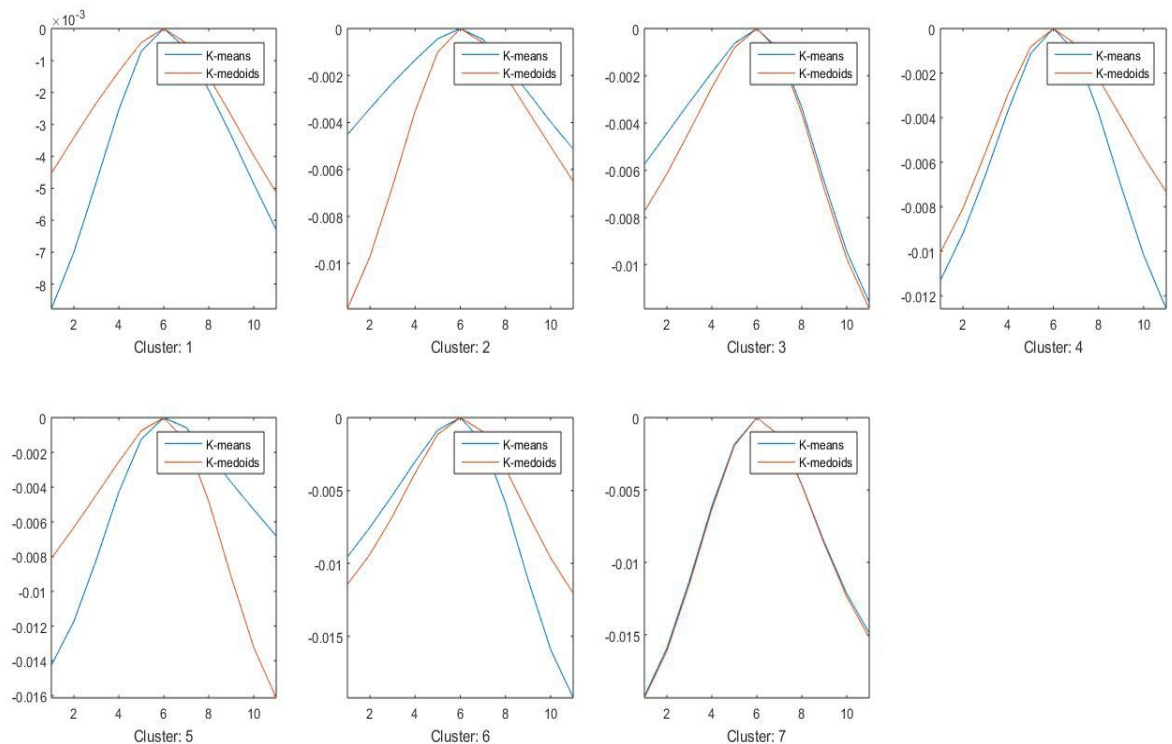 ×10⁻³
0
-1
-2
-3
-4
-5
-6
-7
-8
K-means
K-medoids
2 4 6 8 10
Cluster: 1
0
-0.002
-0.004
-0.006
-0.008
-0.01
K-means
K-medoids
2 4 6 8 10
Cluster: 2
0
-0.002
-0.004
-0.006
-0.008
-0.01
K-means
K-medoids
2 4 6 8 10
Cluster: 3
0
-0.002
-0.004
-0.006
-0.008
-0.01
-0.012
K-means
K-medoids
2 4 6 8 10
Cluster: 4
0
-0.002
-0.004
-0.006
-0.008
-0.01
-0.012
-0.014
-0.016
K-means
K-medoids
2 4 6 8 10
Cluster: 5
0
-0.005
-0.01
-0.015
K-means
K-medoids
2 4 6 8 10
Cluster: 6
0
-0.005
-0.01
-0.015
K-means
K-medoids
2 4 6 8 10
Cluster: 7